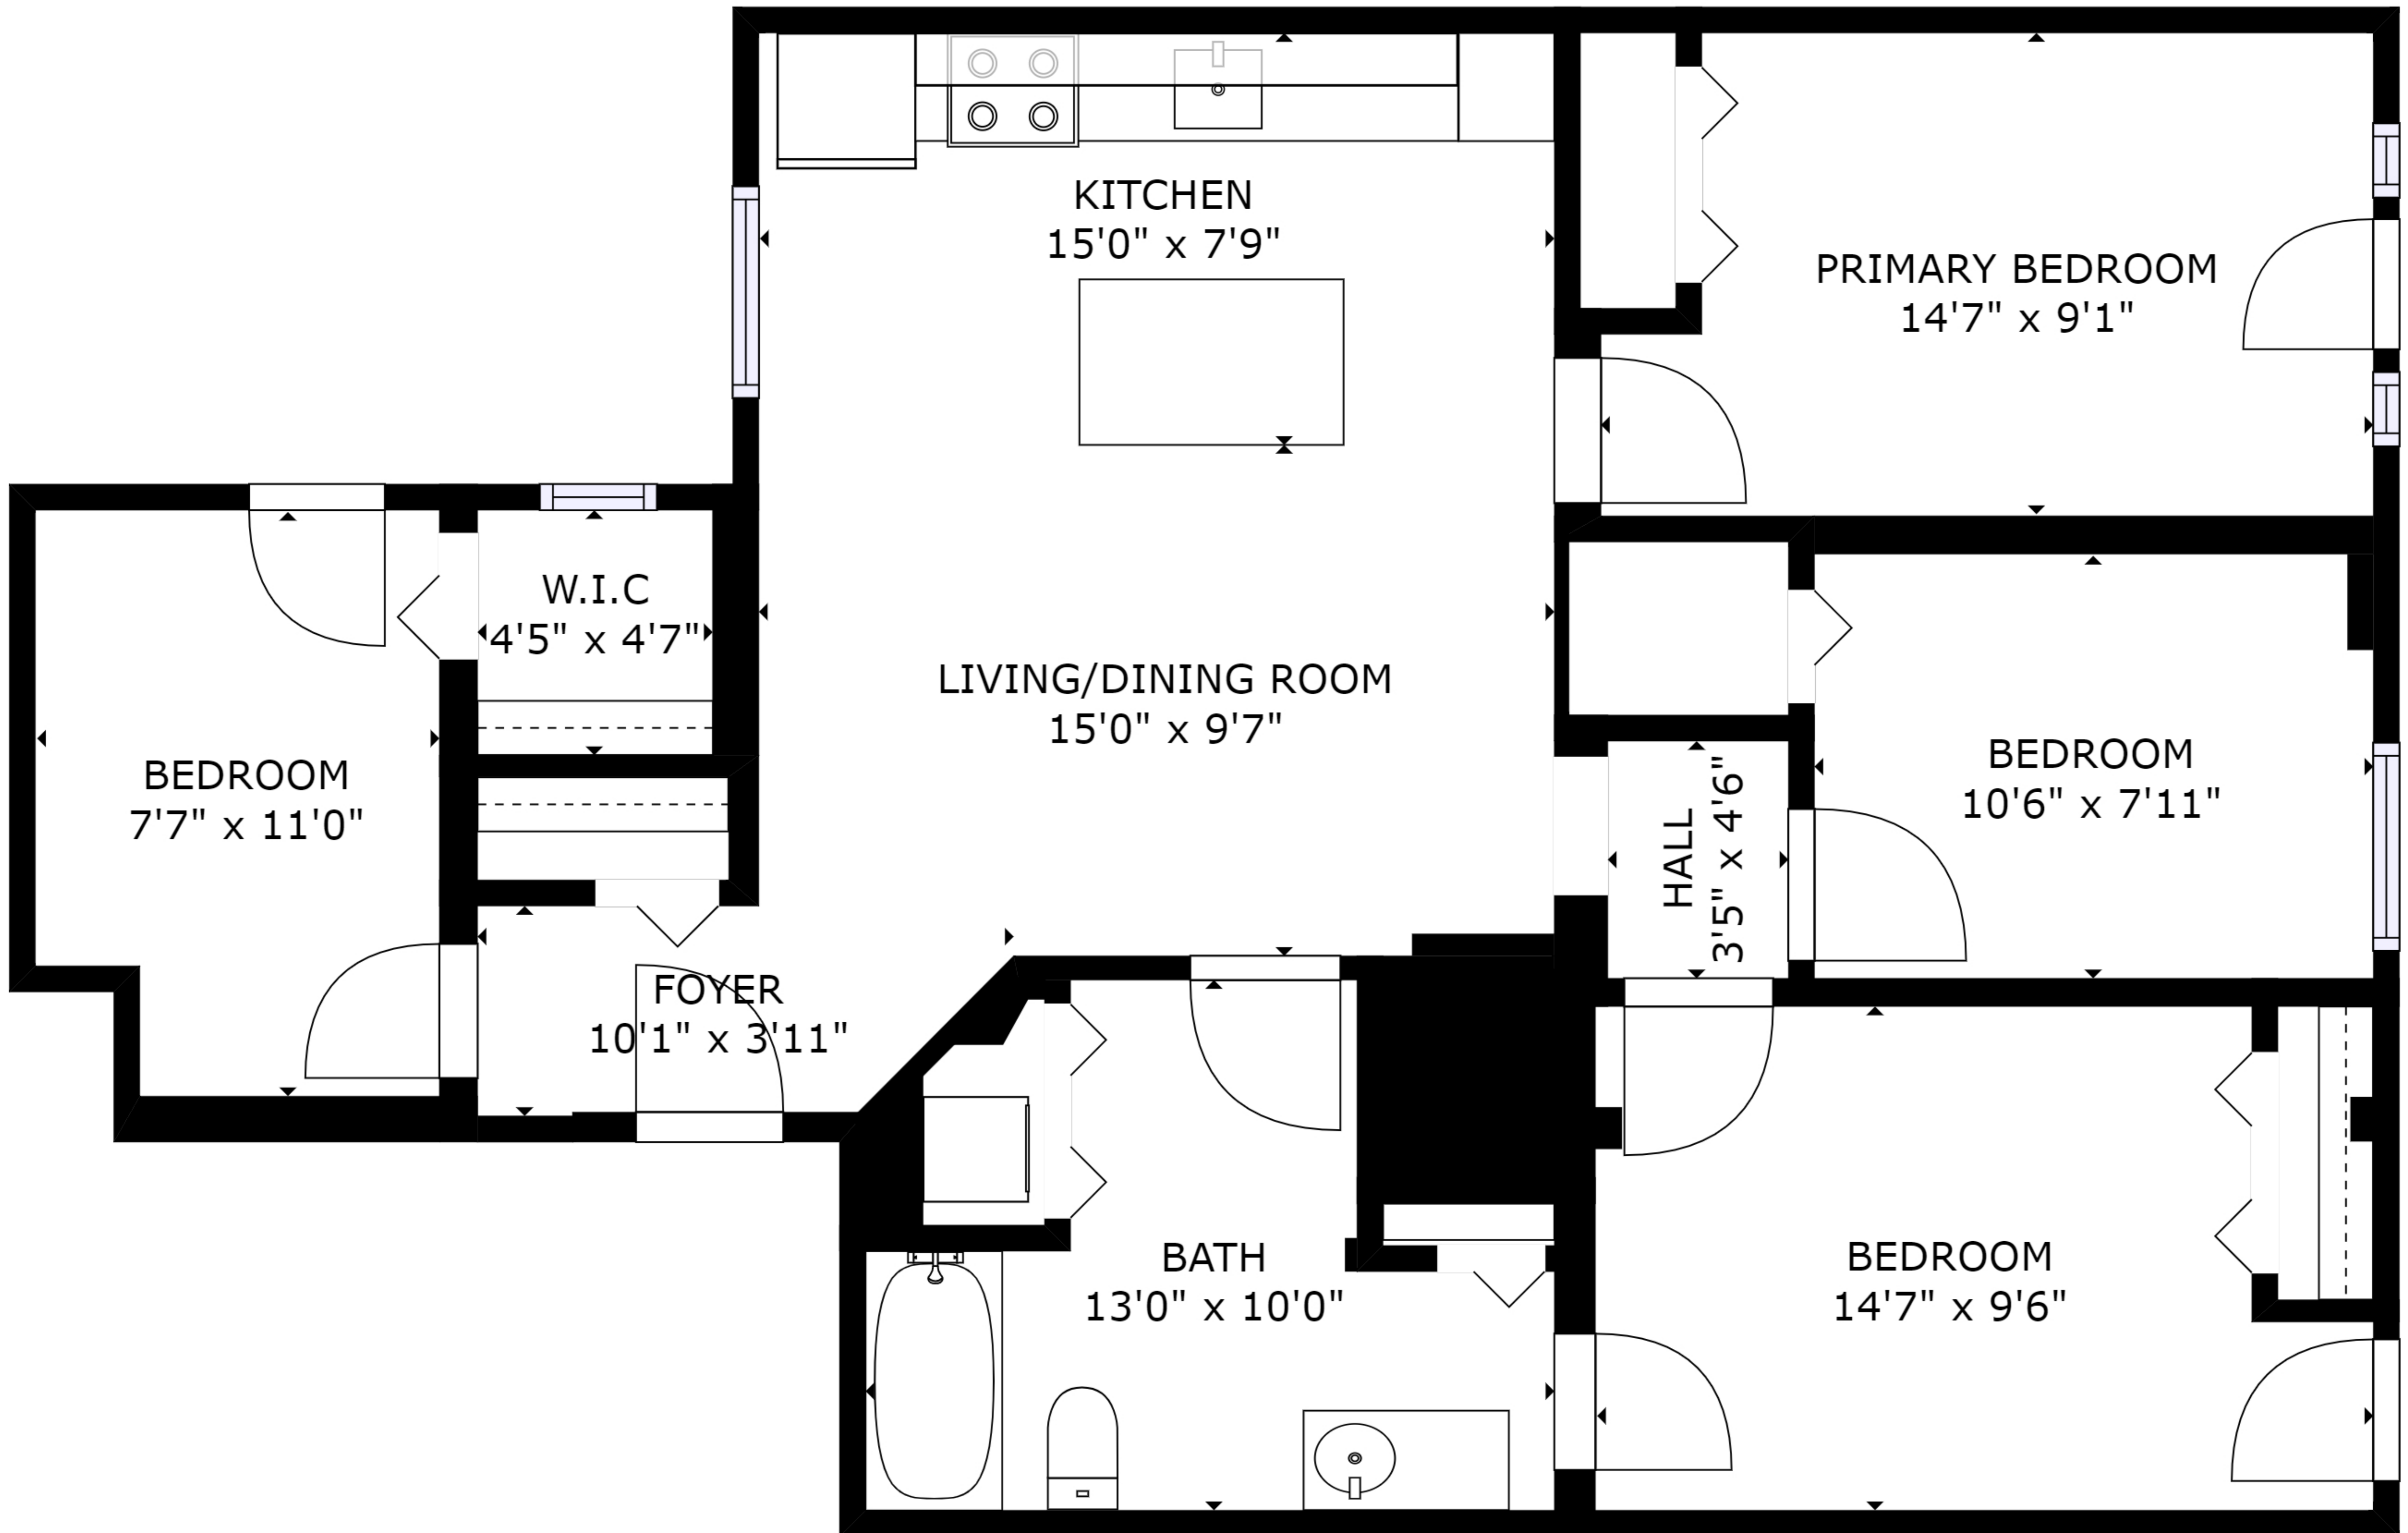 KITCHEN
15'0" x 7'9"
PRIMARY BEDROOM
14'7" x 9'1"
W.I.C
4'5" x 4'7"
LIVING/DINING ROOM
15'0" x 9'7"
BEDROOM
7'7" x 11'0"
HALL
3'5" x 4'6"
BEDROOM
10'6" x 7'11"
FOYER
10'1" x 3'11"
BATH
13'0" x 10'0"
BEDROOM
14'7" x 9'6"